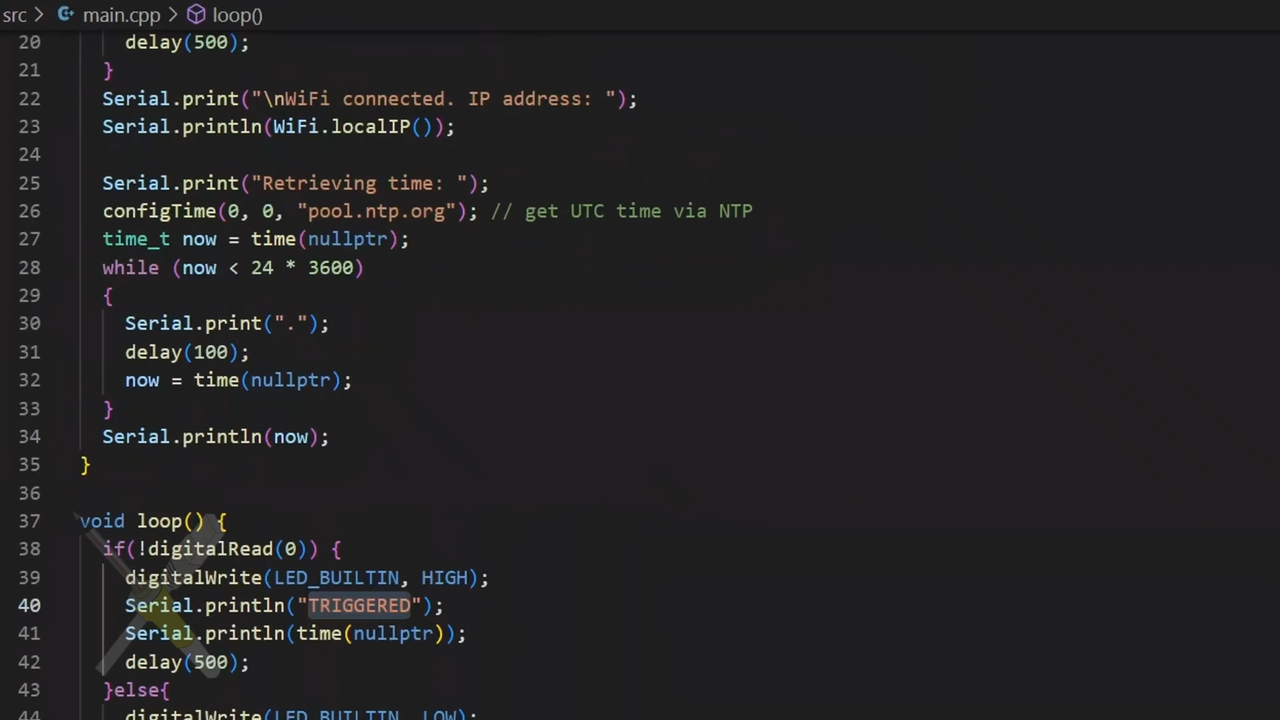 src > main.cpp > loop()
20 delay(500);
21 }
22 Serial.print("\nWiFi connected. IP address: ");
23 Serial.println(WiFi.localIP());
24
25 Serial.print("Retrieving time: ");
26 configTime(0, 0, "pool.ntp.org"); // get UTC time via NTP
27 time_t now = time(nullptr);
28 while (now < 24 * 3600)
29 {
30 Serial.print(".");
31 delay(100);
32 now = time(nullptr);
33 }
34 Serial.println(now);
35 }
36
37 void loop() {
38 if(!digitalRead(0)) {
39 digitalWrite(LED_BUILTIN, HIGH);
40 Serial.println("TRIGGERED");
41 Serial.println(time(nullptr));
42 delay(500);
43 }else{
44 digitalWrite(LED_BUILTIN, LOW);